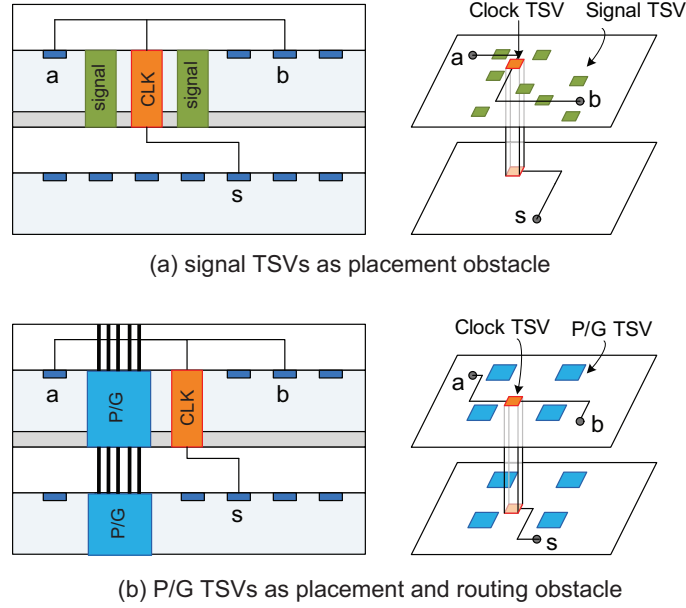 Clock TSV
Signal TSV
a
b
signal
CLK
signal
s
a
b
s
(a) signal TSVs as placement obstacle
Clock TSV
P/G TSV
a
b
P/G
CLK
P/G
s
a
b
s
(b) P/G TSVs as placement and routing obstacle